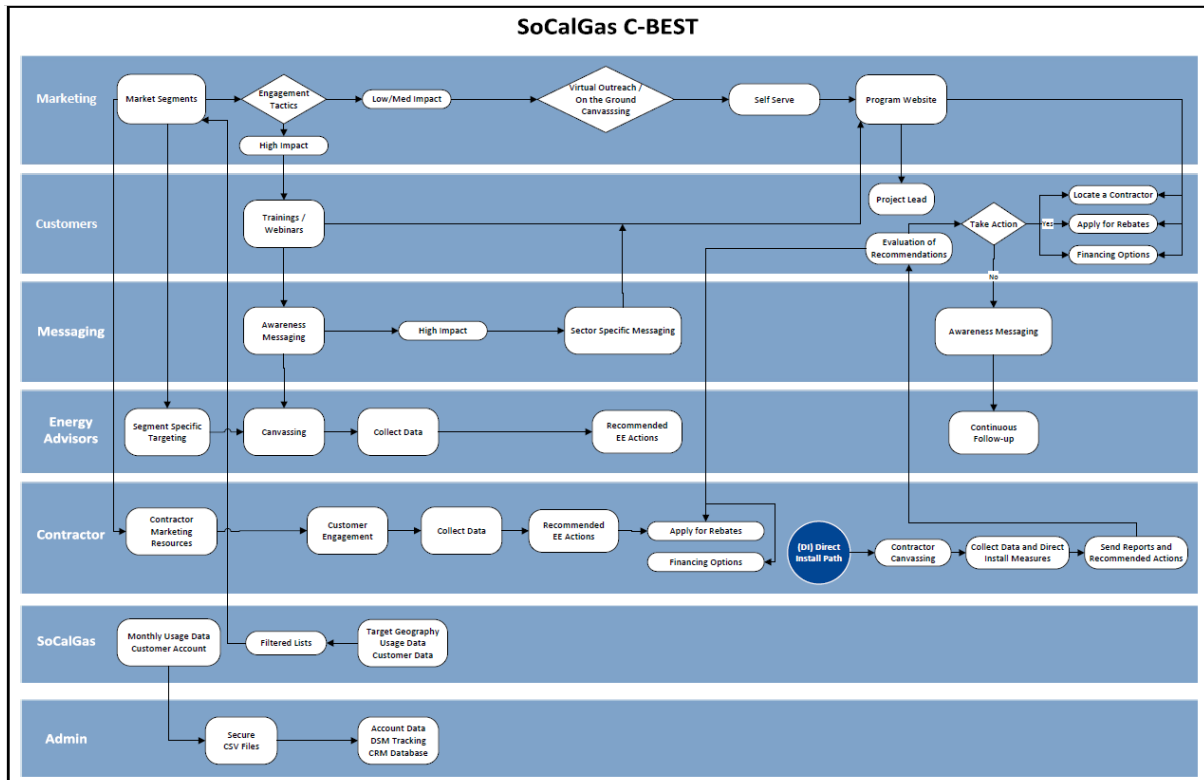 SoCalGas C-BEST
Marketing
Market Segments
Engagement
Tactics
Low/Med Impact
Virtual Outreach /
On the Ground
Canvasssing
Self Serve
Program Website
High Impact
Customers
Trainings /
Webinars
Project Lead
Evaluation of
Recommendations
Take Action
Yes
No
Locate a Contractor
Apply for Rebates
Financing Options
Messaging
Awareness
Messaging
High Impact
Sector Specific Messaging
Awareness Messaging
Energy
Advisors
Segment Specific
Targeting
Canvassing
Collect Data
Recommended
EE Actions
Continuous
Follow-up
Contractor
Contractor
Marketing
Resources
Customer
Engagement
Collect Data
Recommended
EE Actions
Apply for Rebates
Financing Options
(DI) Direct
Install Path
Contractor
Canvassing
Collect Data and Direct
Install Measures
Send Reports and
Recommended Actions
SoCalGas
Monthly Usage Data
Customer Account
Filtered Lists
Target Geography
Usage Data
Customer Data
Admin
Secure
CSV Files
Account Data
DSM Tracking
CRM Database